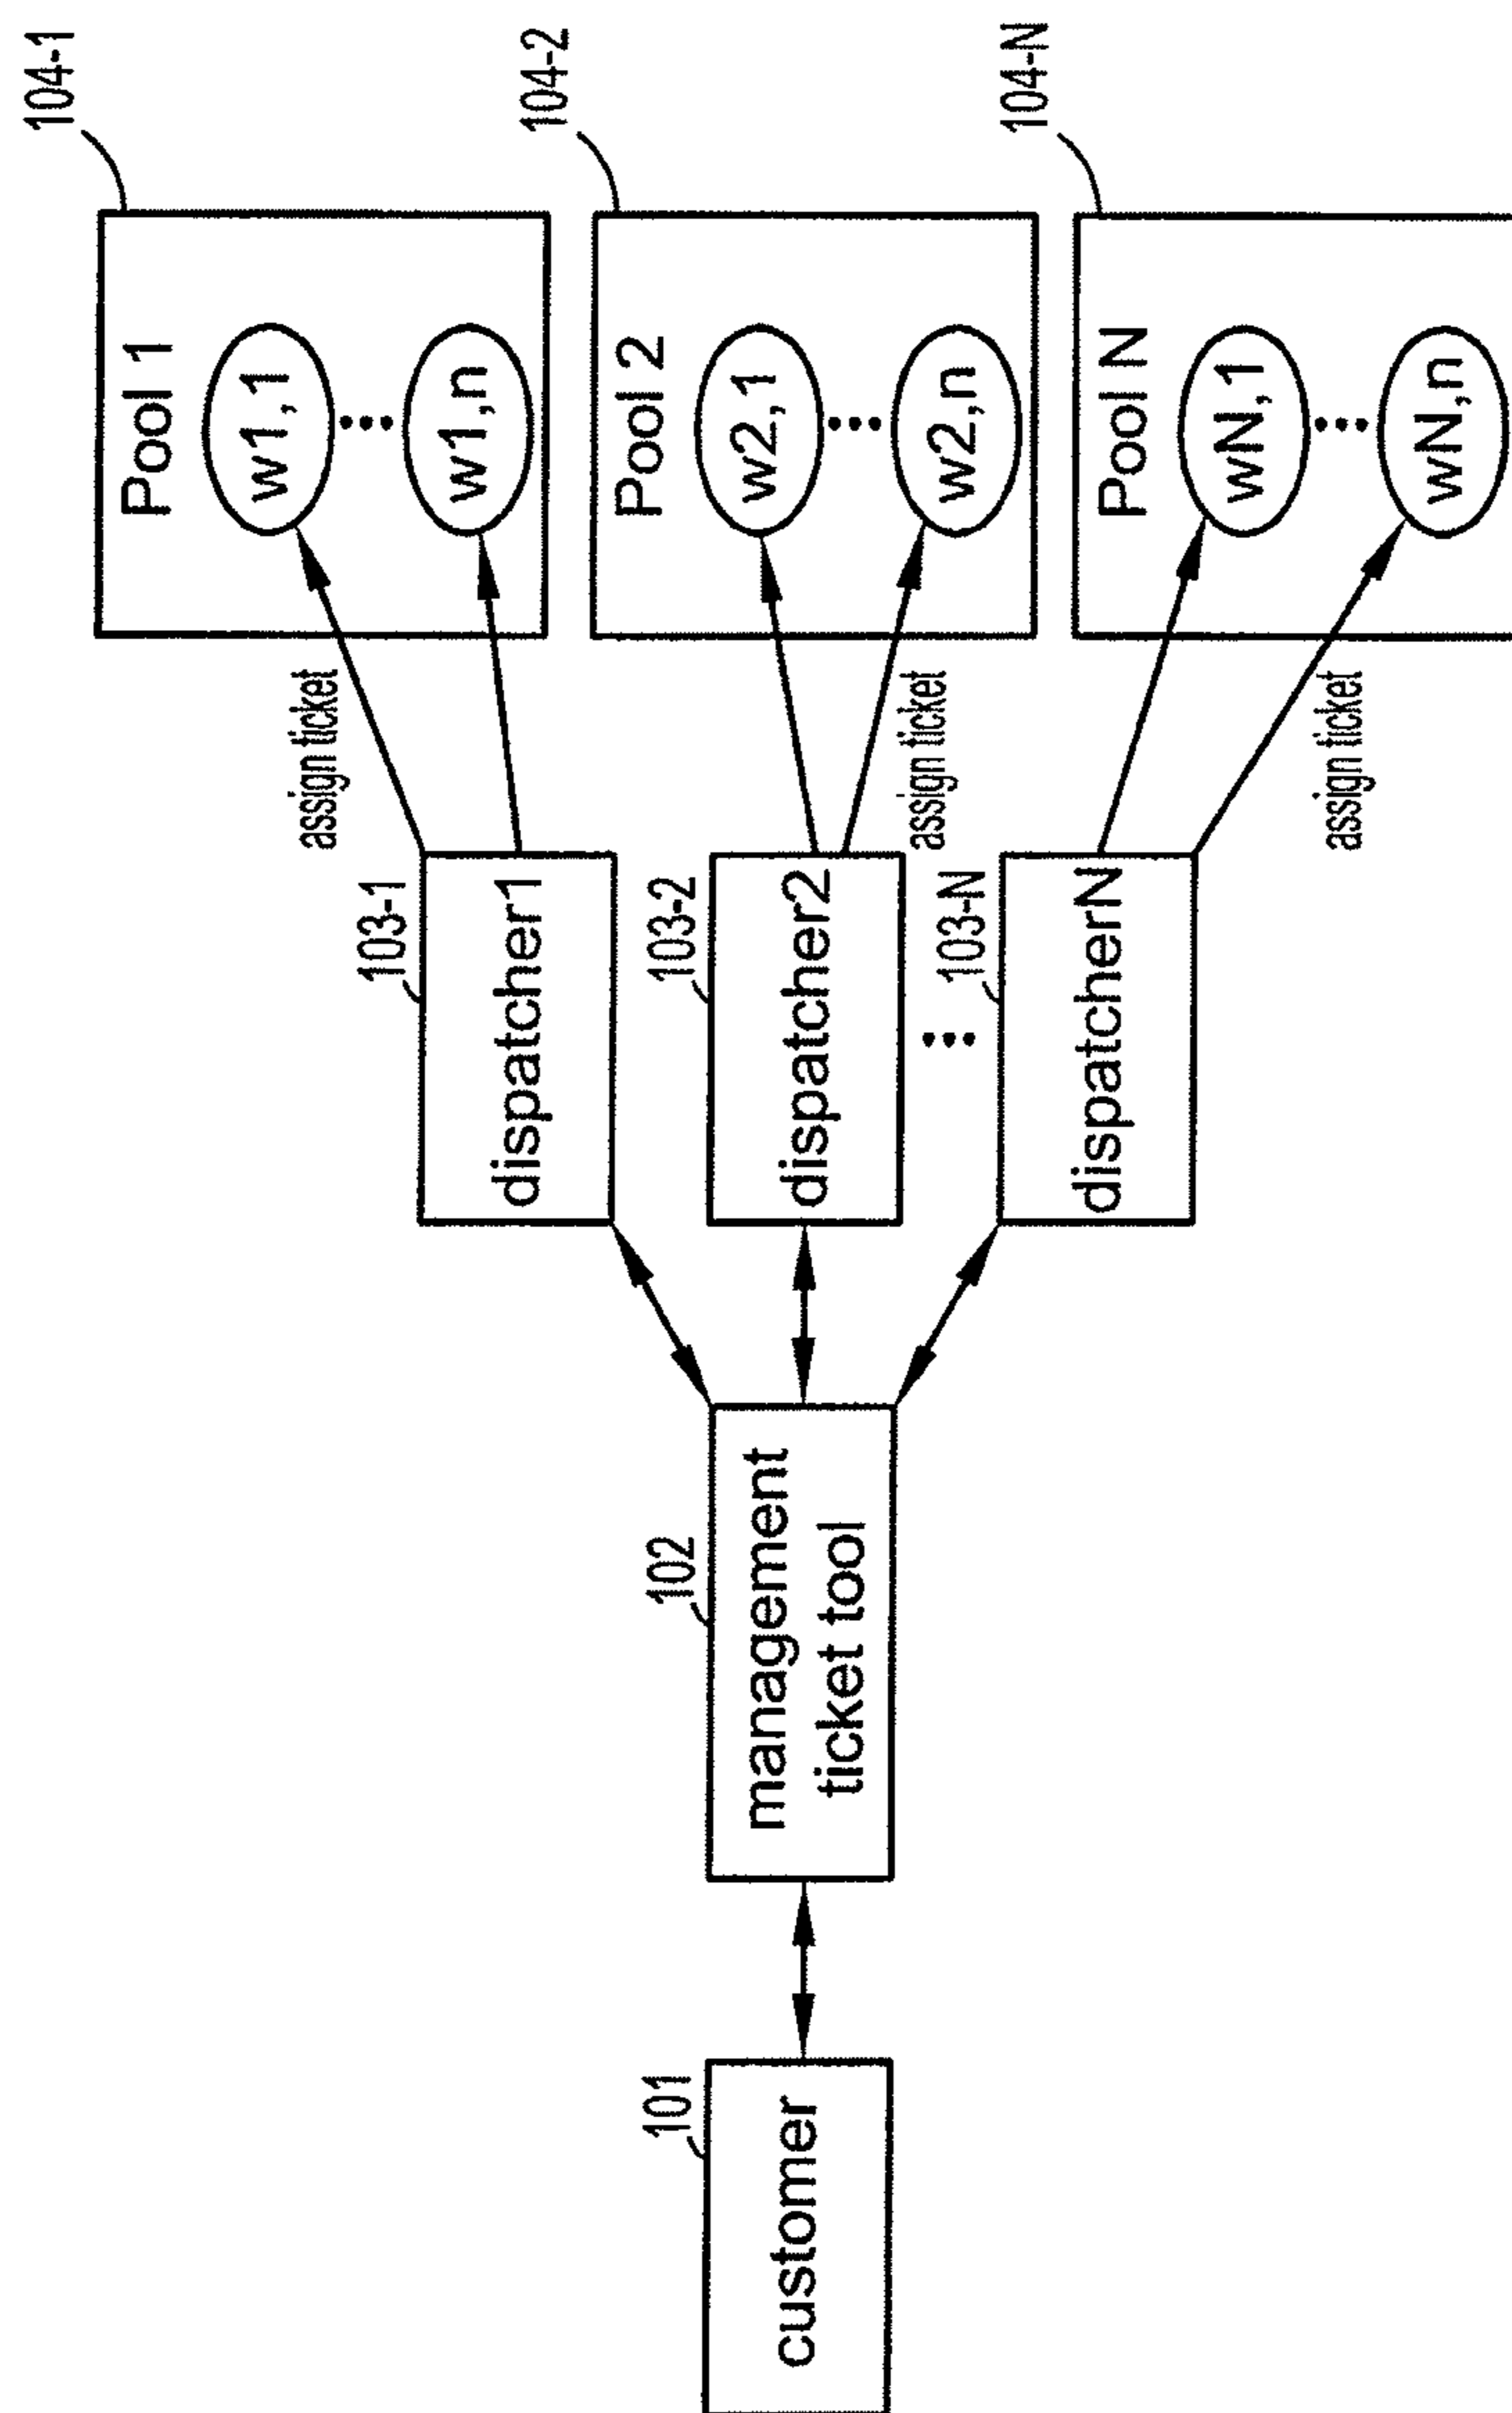 101
customer
102
management
ticket tool
103-1
dispatcher1
103-2
dispatcher2
103-N
dispatcherN
assign ticket
assign ticket
assign ticket
104-1
Pool 1
w1,1
w1,n
104-2
Pool 2
w2,1
w2,n
104-N
Pool N
wN,1
wN,n